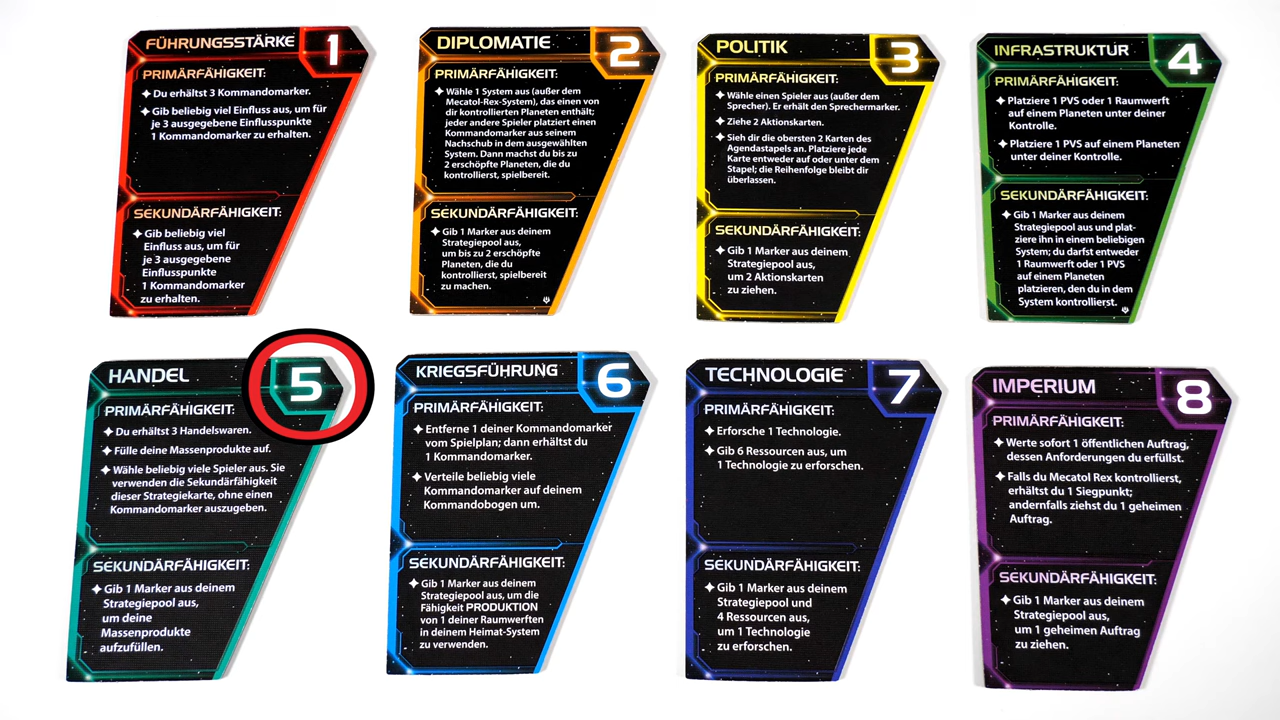 FÜHRUNGSSTÄRKE 1
PRIMÄRFÄHIGKEIT:
Du erhältst 3 Kommandomarker.
Gib beliebig viel Einfluss aus, um für
je 3 ausgegebene Einflusspunkte
1 Kommandomarker zu erhalten.
SEKUNDÄRFÄHIGKEIT:
Gib beliebig viel
Einfluss aus, um für
je 3 ausgegebene
Einflusspunkte
1 Kommandomarker
zu erhalten.
DIPLOMATIE 2
PRIMÄRFÄHIGKEIT:
Wähle 1 System aus (außer dem
Mecatol-Rex-System), das einen von
dir kontrollierten Planeten enthält;
jeder andere Spieler platziert einen
Kommandomarker aus seinem
Nachschub in dem ausgewählten
System. Dann machst du bis zu
2 erschöpfte Planeten, die du
kontrollierst, spielbereit.
SEKUNDÄRFÄHIGKEIT:
Gib 1 Marker aus deinem
Strategiepool aus,
um bis zu 2 erschöpfte
Planeten, die du
kontrollierst, spielbereit
zu machen.
POLITIK 3
PRIMÄRFÄHIGKEIT:
Wähle einen Spieler aus (außer dem
Sprecher). Er erhält den Sprechermarker.
Ziehe 2 Aktionskarten.
Sieh dir die obersten 2 Karten des
Agendastapels an. Platziere jede
Karte entweder auf oder unter dem
Stapel; die Reihenfolge bleibt dir
überlassen.
SEKUNDÄRFÄHIGKEIT:
Gib 1 Marker aus deinem
Strategiepool aus,
um 2 Aktionskarten
zu ziehen.
INFRASTRUKTUR 4
PRIMÄRFÄHIGKEIT:
Platziere 1 PVS oder 1 Raumwerft
auf einem Planeten unter deiner
Kontrolle.
Platziere 1 PVS auf einem Planeten
unter deiner Kontrolle.
SEKUNDÄRFÄHIGKEIT:
Gib 1 Marker aus deinem
Strategiepool aus und plat-
ziere ihn in einem beliebigen
System; du darfst entweder
1 Raumwerft oder 1 PVS
auf einem Planeten
platzieren, den du in dem
System kontrollierst.
HANDEL 5
PRIMÄRFÄHIGKEIT:
Du erhältst 3 Handelswaren.
Fülle deine Massenprodukte auf.
Wähle beliebig viele Spieler aus. Sie
verwenden die Sekundärfähigkeit
dieser Strategiekarte, ohne einen
Kommandomarker auszugeben.
SEKUNDÄRFÄHIGKEIT:
Gib 1 Marker aus deinem
Strategiepool aus,
um deine
Massenprodukte
aufzufüllen.
KRIEGSFÜHRUNG 6
PRIMÄRFÄHIGKEIT:
Entferne 1 deiner Kommandomarker
vom Spielplan; dann erhältst du
1 Kommandomarker.
Verteile beliebig viele
Kommandomarker auf deinem
Kommandobogen um.
SEKUNDÄRFÄHIGKEIT:
Gib 1 Marker aus deinem
Strategiepool aus, um die
Fähigkeit PRODUKTION
von 1 deiner Raumwerften
in deinem Heimat-System
zu verwenden.
TECHNOLOGIE 7
PRIMÄRFÄHIGKEIT:
Erforsche 1 Technologie.
Gib 6 Ressourcen aus, um
1 Technologie zu erforschen.
SEKUNDÄRFÄHIGKEIT:
Gib 1 Marker aus deinem
Strategiepool und
4 Ressourcen aus,
um 1 Technologie
zu erforschen.
IMPERIUM 8
PRIMÄRFÄHIGKEIT:
Werte sofort 1 öffentlichen Auftrag,
dessen Anforderungen du erfüllst.
Falls du Mecatol Rex kontrollierst,
erhältst du 1 Siegpunkt;
andernfalls ziehst du 1 geheimen
Auftrag.
SEKUNDÄRFÄHIGKEIT:
Gib 1 Marker aus deinem
Strategiepool aus,
um 1 geheimen Auftrag
zu ziehen.